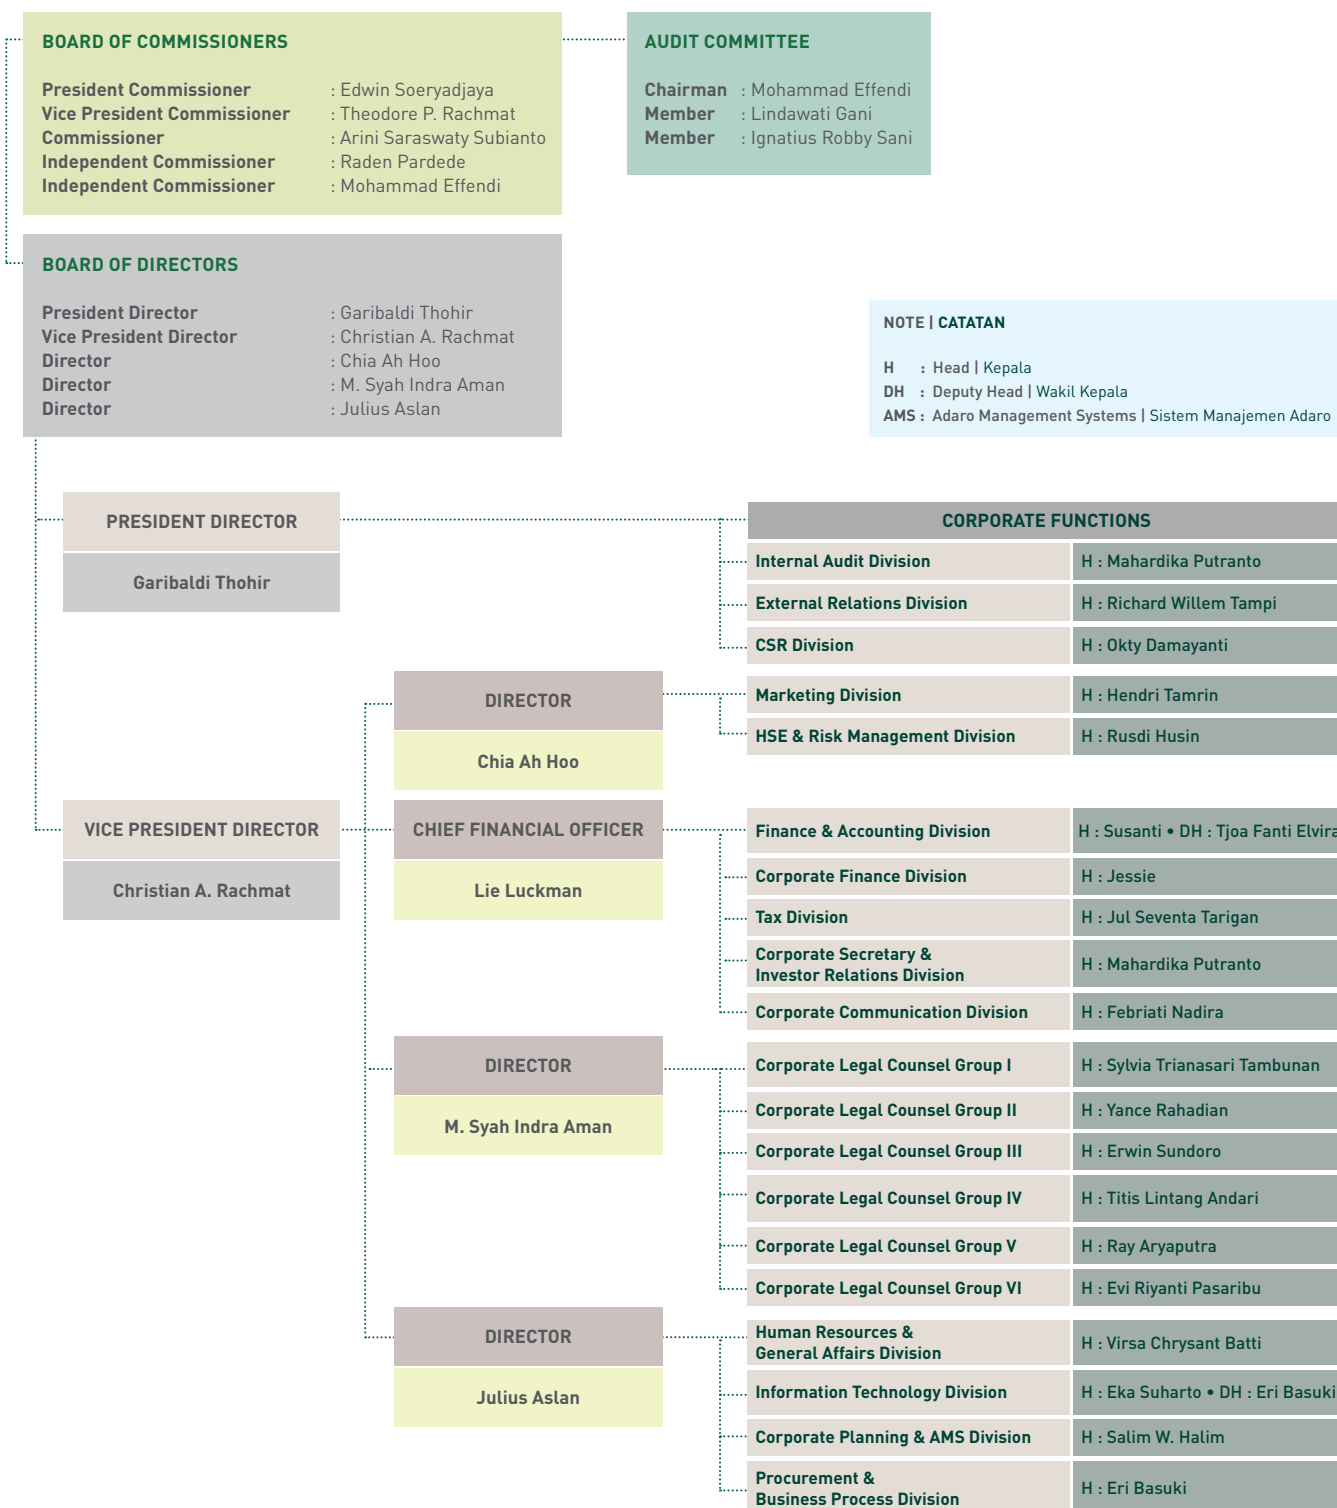 BOARD OF COMMISSIONERS
President Commissioner : Edwin Soeryadjaya
Vice President Commissioner : Theodore P. Rachmat
Commissioner : Arini Saraswaty Subianto
Independent Commissioner : Raden Pardede
Independent Commissioner : Mohammad Effendi
AUDIT COMMITTEE
Chairman : Mohammad Effendi
Member : Lindawati Gani
Member : Ignatius Robby Sani
BOARD OF DIRECTORS
President Director : Garibaldi Thohir
Vice President Director : Christian A. Rachmat
Director : Chia Ah Hoo
Director : M. Syah Indra Aman
Director : Julius Aslan
NOTE | CATATAN
H : Head | Kepala
DH : Deputy Head | Wakil Kepala
AMS : Adaro Management Systems | Sistem Manajemen Adaro
PRESIDENT DIRECTOR
Garibaldi Thohir
CORPORATE FUNCTIONS
Internal Audit Division H : Mahardika Putranto
External Relations Division H : Richard Willem Tampi
CSR Division H : Okty Damayanti
DIRECTOR
Chia Ah Hoo
Marketing Division H : Hendri Tamrin
HSE & Risk Management Division H : Rusdi Husin
VICE PRESIDENT DIRECTOR
Christian A. Rachmat
CHIEF FINANCIAL OFFICER
Lie Luckman
Finance & Accounting Division H : Susanti • DH : Tjoa Fanti Elvira
Corporate Finance Division H : Jessie
Tax Division H : Jul Seventa Tarigan
Corporate Secretary &
Investor Relations Division H : Mahardika Putranto
Corporate Communication Division H : Febriati Nadira
DIRECTOR
M. Syah Indra Aman
Corporate Legal Counsel Group I H : Sylvia Trianasari Tambunan
Corporate Legal Counsel Group II H : Yance Rahadian
Corporate Legal Counsel Group III H : Erwin Sundoro
Corporate Legal Counsel Group IV H : Titis Lintang Andari
Corporate Legal Counsel Group V H : Ray Aryaputra
Corporate Legal Counsel Group VI H : Evi Riyanti Pasaribu
DIRECTOR
Julius Aslan
Human Resources &
General Affairs Division H : Virsa Chrysant Batti
Information Technology Division H : Eka Suharto • DH : Eri Basuki
Corporate Planning & AMS Division H : Salim W. Halim
Procurement &
Business Process Division H : Eri Basuki